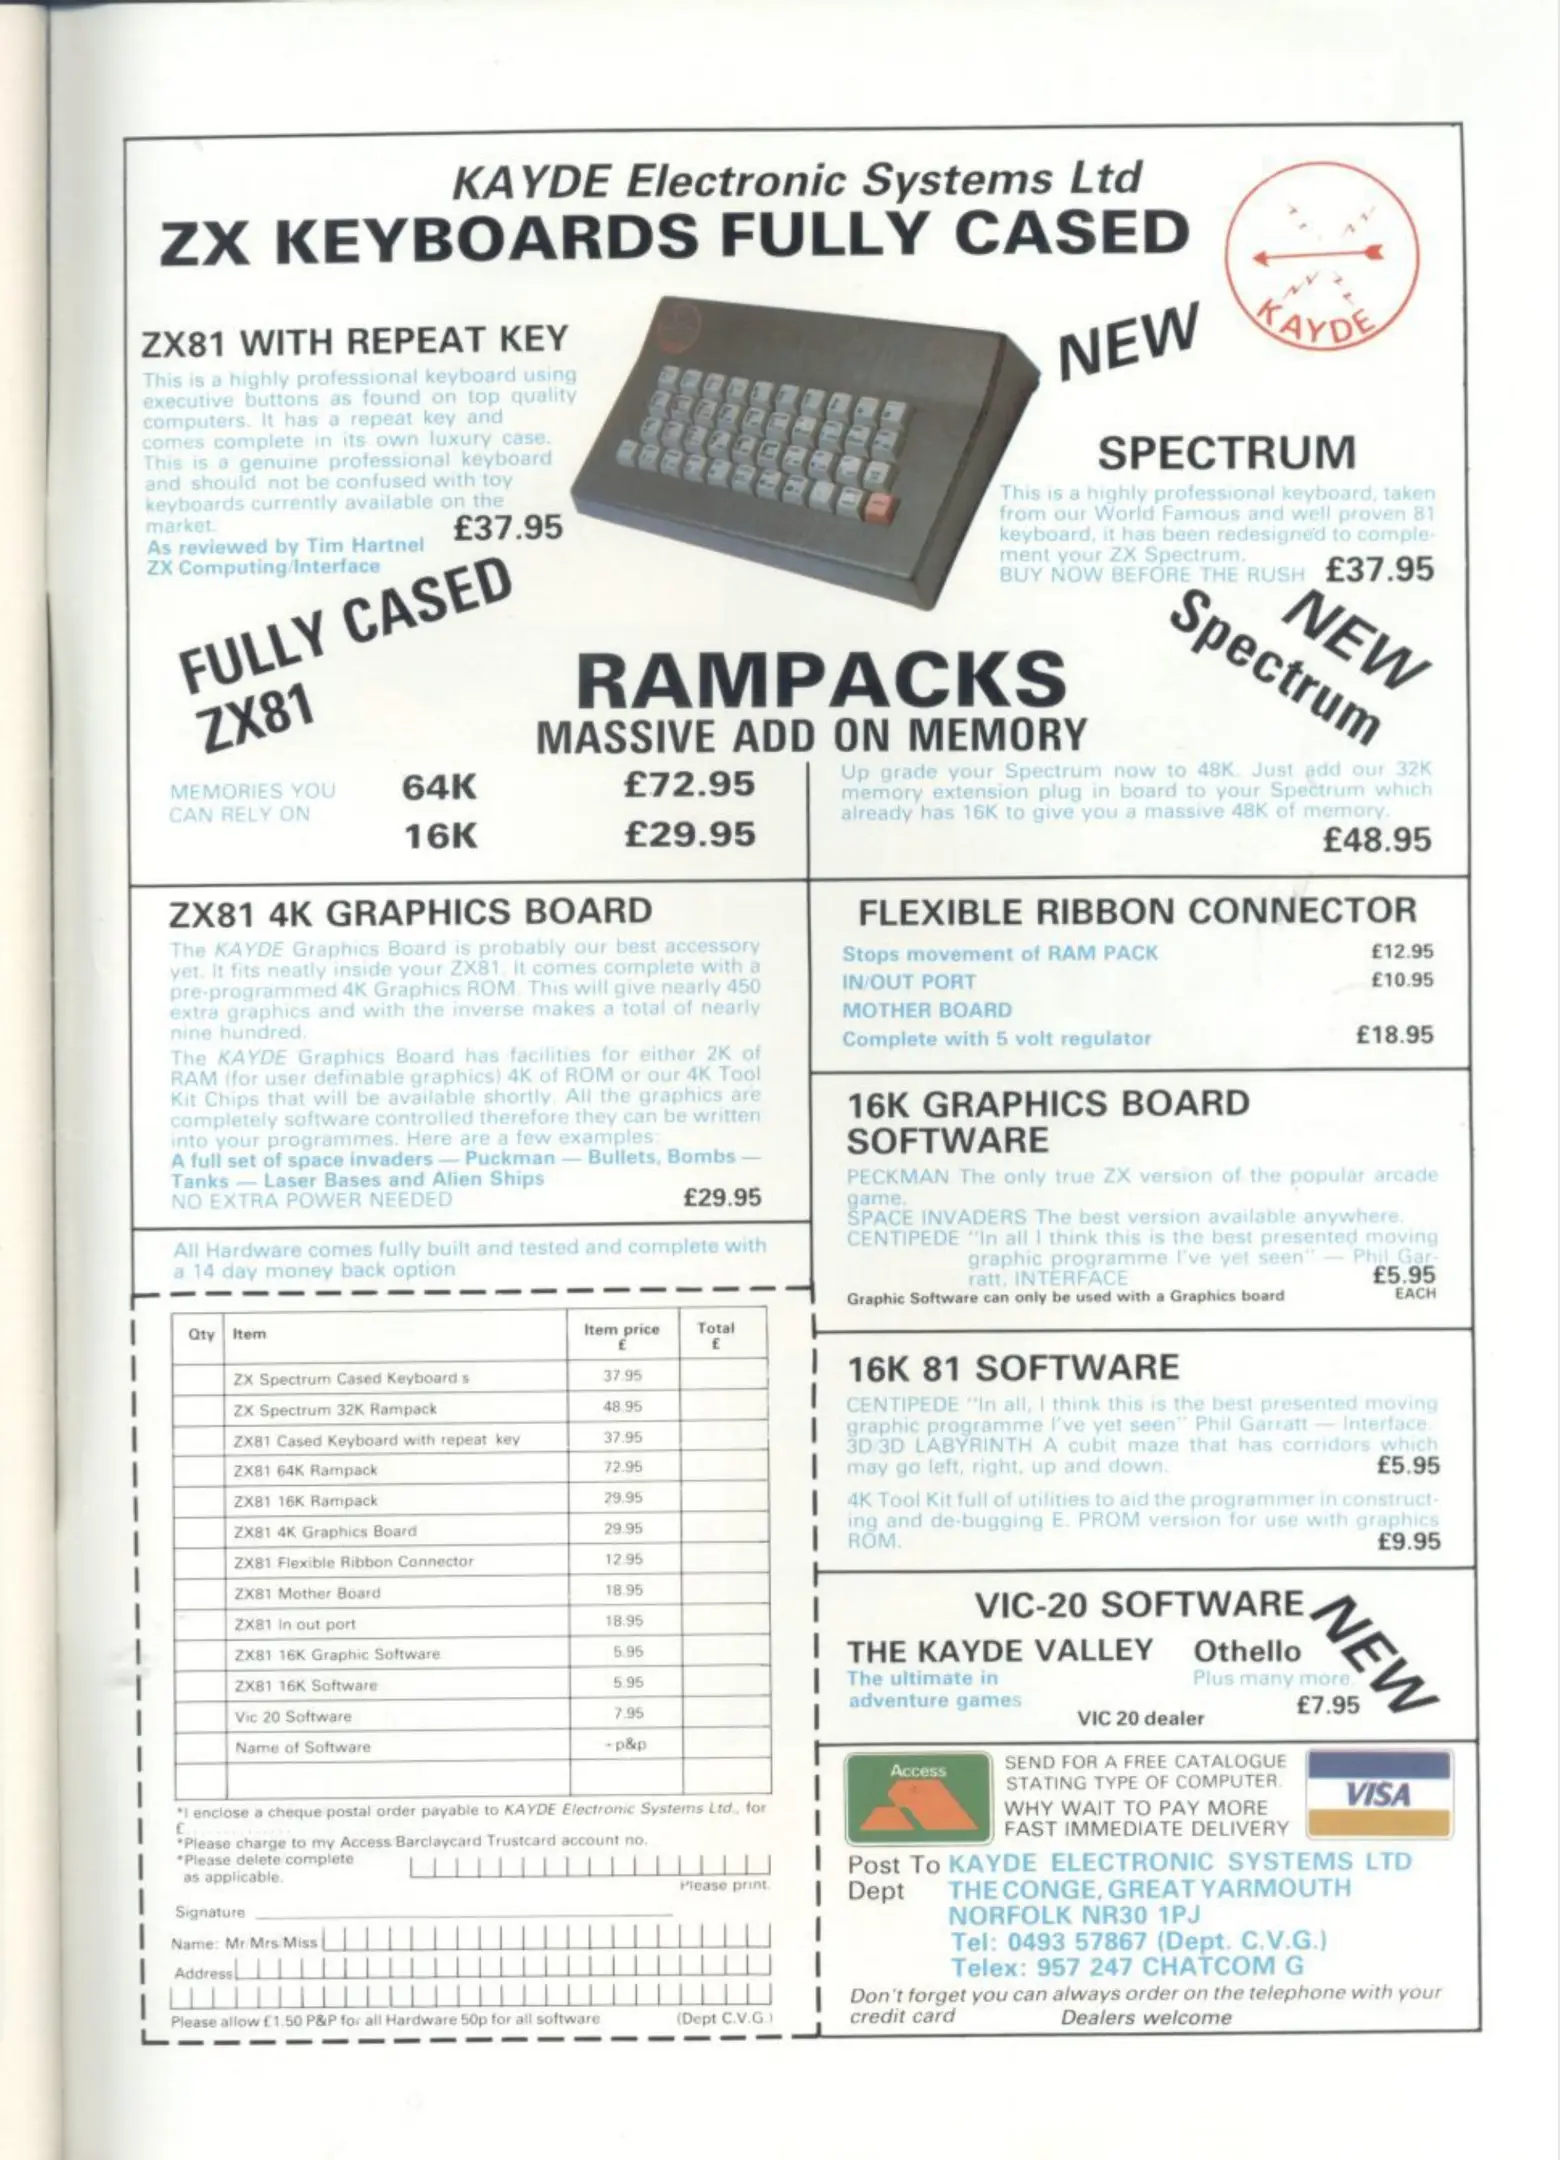 KAYDE Electronic Systems Ltd
ZX KEYBOARDS FULLY CASED
KAYDE
ZX81 WITH REPEAT KEY
This is a highly professional keyboard using
executive buttons as found on top quality
computers. It has a repeat key and
comes complete in its own luxury case.
This is a genuine professional keyboard
and should not be confused with toy
keyboards currently available on the
market.
£37.95
As reviewed by Tim Hartnel
ZX Computing/Interface
FULLY CASED
ZX81
NEW
SPECTRUM
This is a highly professional keyboard, taken
from our World Famous and well proven 81
keyboard, it has been redesigned to comple-
ment your ZX Spectrum.
BUY NOW BEFORE THE RUSH £37.95
NEW
Spectrum
RAMPACKS
MASSIVE ADD ON MEMORY
MEMORIES YOU
CAN RELY ON
64K £72.95
16K £29.95
Up grade your Spectrum now to 48K. Just add our 32K
memory extension plug in board to your Spectrum which
already has 16K to give you a massive 48K of memory.
£48.95
ZX81 4K GRAPHICS BOARD
The KAYDE Graphics Board is probably our best accessory
yet. It fits neatly inside your ZX81. It comes complete with a
pre-programmed 4K Graphics ROM. This will give nearly 450
extra graphics and with the inverse makes a total of nearly
nine hundred.
The KAYDE Graphics Board has facilities for either 2K of
RAM (for user definable graphics) 4K of ROM or our 4K Tool
Kit Chips that will be available shortly. All the graphics are
completely software controlled therefore they can be written
into your programmes. Here are a few examples:
A full set of space invaders — Puckman — Bullets, Bombs —
Tanks — Laser Bases and Alien Ships
NO EXTRA POWER NEEDED £29.95
All Hardware comes fully built and tested and complete with
a 14 day money back option
FLEXIBLE RIBBON CONNECTOR
Stops movement of RAM PACK £12.95
IN/OUT PORT £10.95
MOTHER BOARD
Complete with 5 volt regulator £18.95
16K GRAPHICS BOARD
SOFTWARE
PECKMAN The only true ZX version of the popular arcade
game.
SPACE INVADERS The best version available anywhere.
CENTIPEDE "In all I think this is the best presented moving
graphic programme I've yet seen" — Phil Gar-
ratt, INTERFACE £5.95
Graphic Software can only be used with a Graphics board EACH
16K 81 SOFTWARE
CENTIPEDE "In all, I think this is the best presented moving
graphic programme I've yet seen" Phil Garratt — Interface.
3D/3D LABYRINTH A cubit maze that has corridors which
may go left, right, up and down. £5.95
4K Tool Kit full of utilities to aid the programmer in construct-
ing and de-bugging E. PROM version for use with graphics
ROM. £9.95
VIC-20 SOFTWARE
NEW
THE KAYDE VALLEY Othello
The ultimate in Plus many more.
adventure games £7.95
VIC 20 dealer
Qty Item Item price £ Total £
ZX Spectrum Cased Keyboard s 37.95
ZX Spectrum 32K Rampack 48.95
ZX81 Cased Keyboard with repeat key 37.95
ZX81 64K Rampack 72.95
ZX81 16K Rampack 29.95
ZX81 4K Graphics Board 29.95
ZX81 Flexible Ribbon Connector 12.95
ZX81 Mother Board 18.95
ZX81 In out port 18.95
ZX81 16K Graphic Software 5.95
ZX81 16K Software 5.95
Vic 20 Software 7.95
Name of Software + p&p
*I enclose a cheque postal order payable to KAYDE Electronic Systems Ltd., for
£..............
*Please charge to my Access Barclaycard Trustcard account no.
*Please delete complete
as applicable.
Please print.
Signature
Name: Mr/Mrs/Miss
Address
Please allow £1.50 P&P for all Hardware 50p for all software (Dept C.V.G.)
Access
SEND FOR A FREE CATALOGUE
STATING TYPE OF COMPUTER.
WHY WAIT TO PAY MORE
FAST IMMEDIATE DELIVERY
VISA
Post To KAYDE ELECTRONIC SYSTEMS LTD
Dept THE CONGE, GREAT YARMOUTH
NORFOLK NR30 1PJ
Tel: 0493 57867 (Dept. C.V.G.)
Telex: 957 247 CHATCOM G
Don't forget you can always order on the telephone with your
credit card Dealers welcome